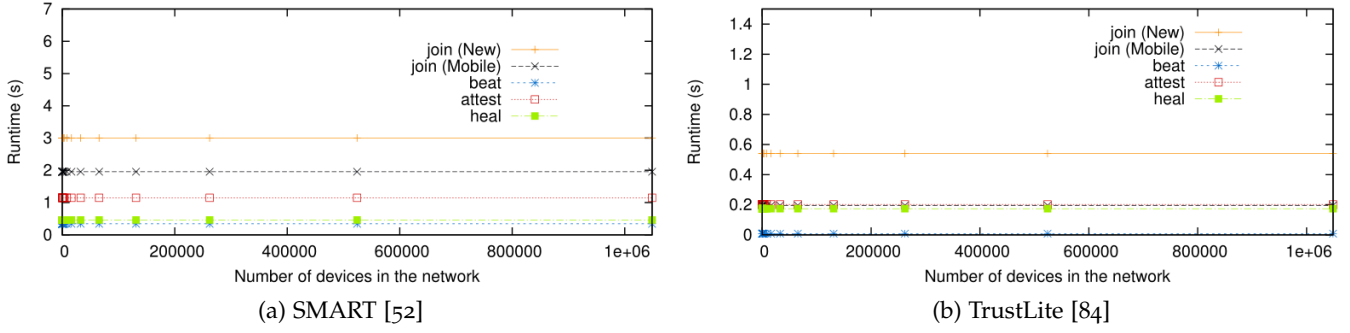 7
6
5
4
3
2
1
0
Runtime (s)
join (New)
join (Mobile)
beat
attest
heal
0 200000 400000 600000 800000 1e+06
Number of devices in the network
(a) SMART [52]
1.4
1.2
1
0.8
0.6
0.4
0.2
0
Runtime (s)
join (New)
join (Mobile)
beat
attest
heal
0 200000 400000 600000 800000 1e+06
Number of devices in the network
(b) TrustLite [84]